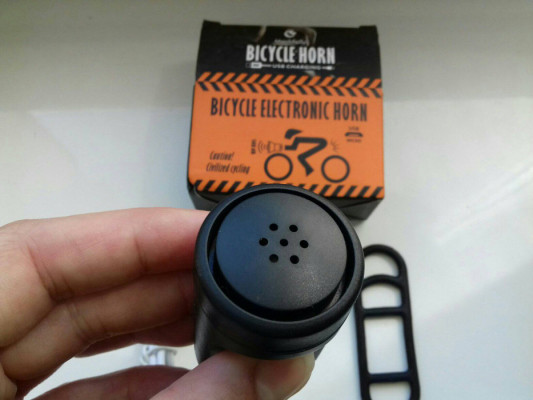 BICYCLE HORN
USB CHARGING
BICYCLE ELECTRONIC HORN
Caution!
Civilized cycling